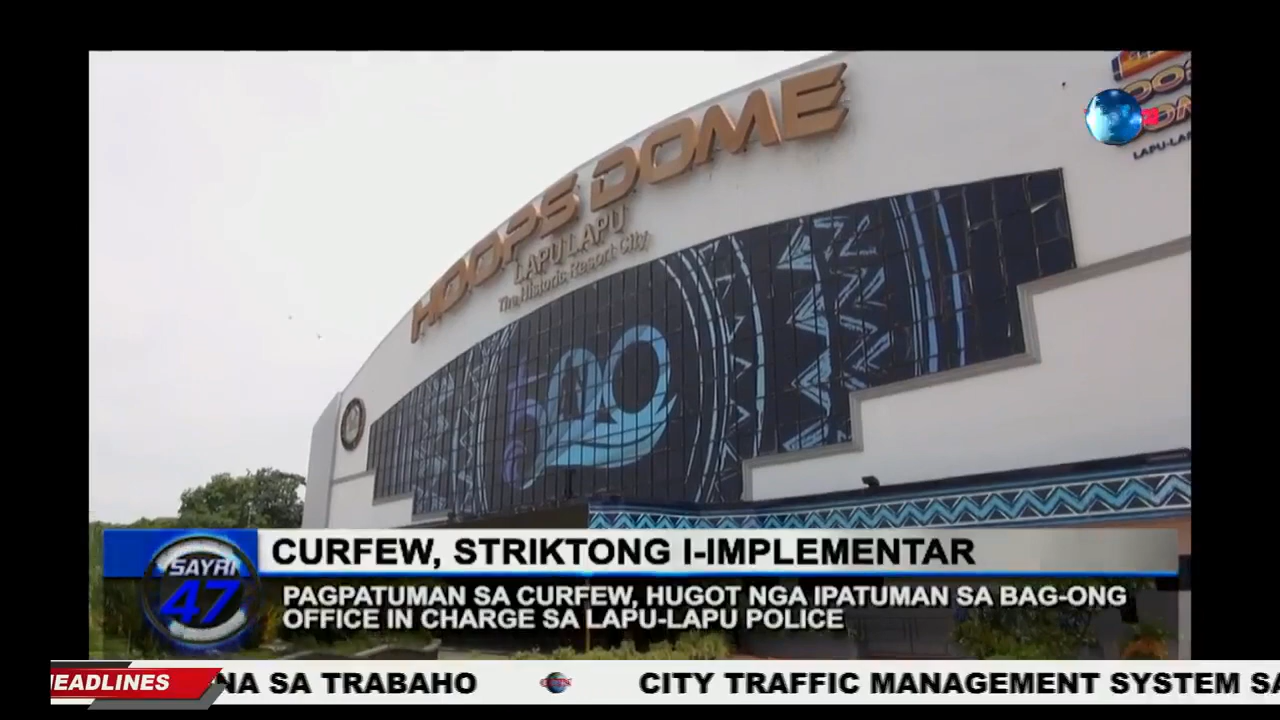 HOOPS DOME
LAPU LAPU
The Historic Resort City
500
LAPU-LAP
CURFEW, STRIKTONG I-IMPLEMENTAR
SAYRI
47
PAGPATUMAN SA CURFEW, HUGOT NGA IPATUMAN SA BAG-ONG
OFFICE IN CHARGE SA LAPU-LAPU POLICE
HEADLINES
NA SA TRABAHO
CITY TRAFFIC MANAGEMENT SYSTEM SA